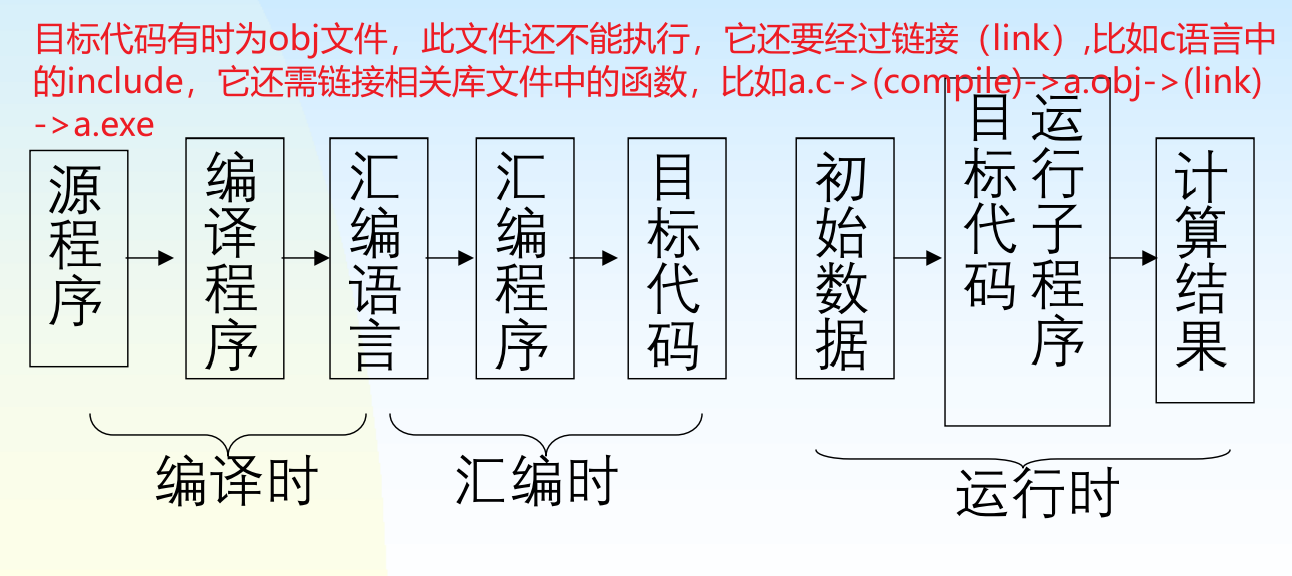 目标代码有时为obj文件，此文件还不能执行，它还要经过链接（link）,比如c语言中
的include，它还需链接相关库文件中的函数，比如a.c->(compile)->a.obj->(link)
->a.exe
源程序
编译程序
汇编语言
汇编程序
目标代码
初始数据
目标代码
运行子程序
计算结果
编译时
汇编时
运行时